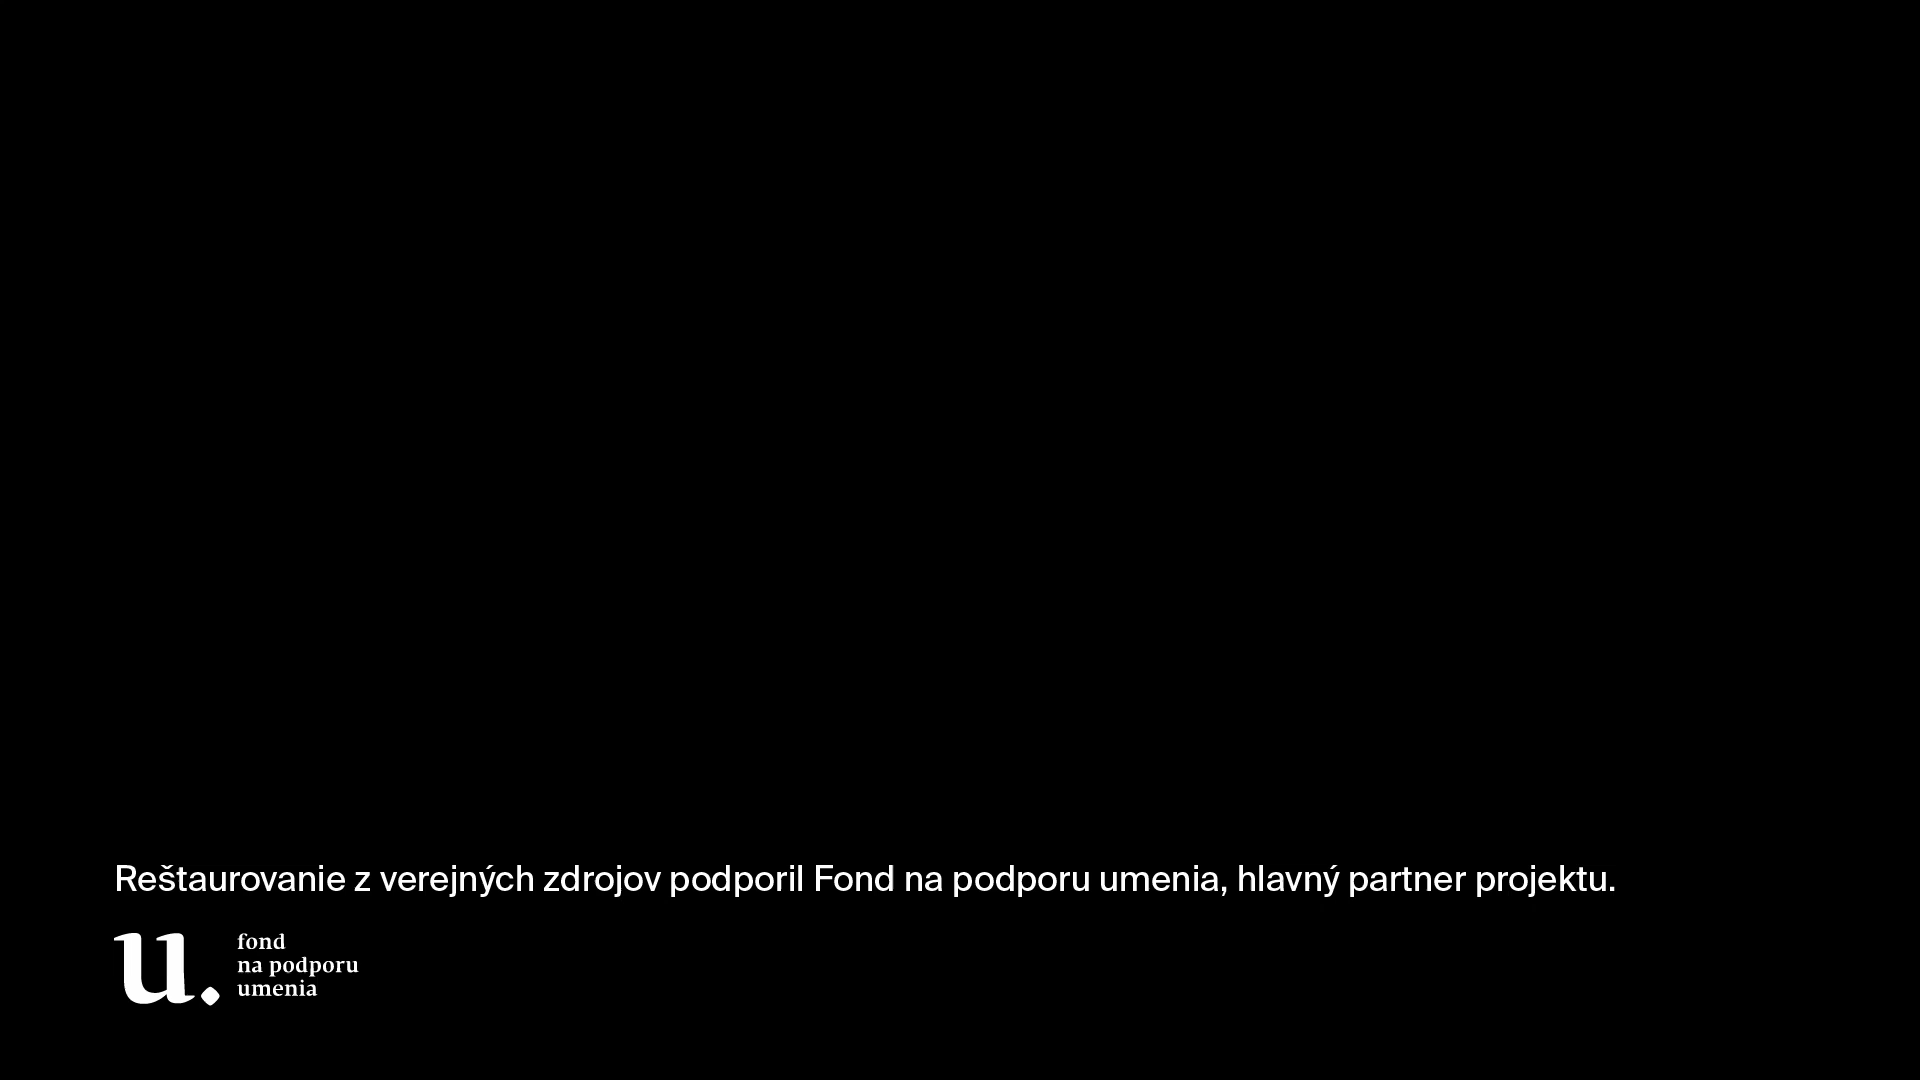 Reštaurovanie z verejných zdrojov podporil Fond na podporu umenia, hlavný partner projektu.
u.
fond
na podporu
umenia